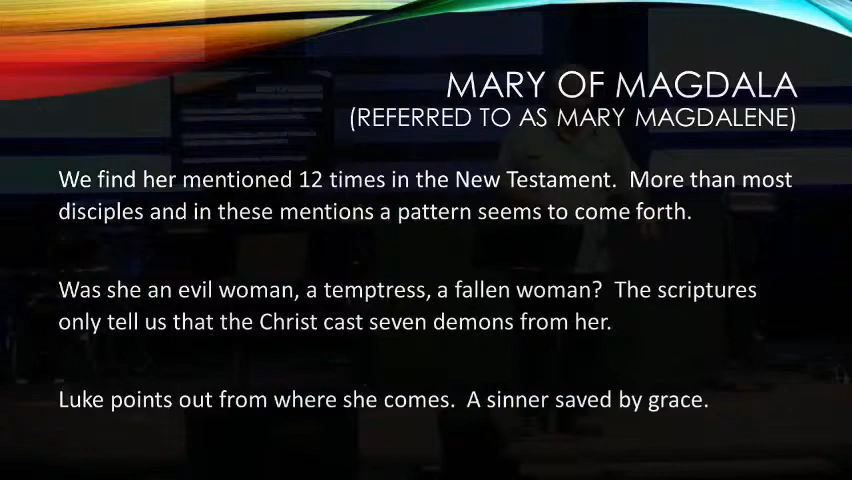 MARY OF MAGDALA
(REFERRED TO AS MARY MAGDALENE)
We find her mentioned 12 times in the New Testament.  More than most
disciples and in these mentions a pattern seems to come forth.
Was she an evil woman, a temptress, a fallen woman?  The scriptures
only tell us that the Christ cast seven demons from her.
Luke points out from where she comes.  A sinner saved by grace.